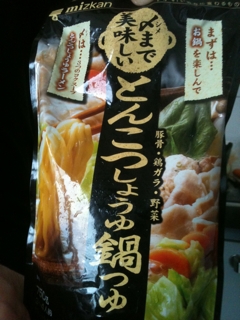 mizkan
〆まで
シメ
美味しい
まずは…
お鍋を楽しんで
〆は…
とんこつしょうゆ鍋つゆ
豚骨・鶏ガラ・野菜